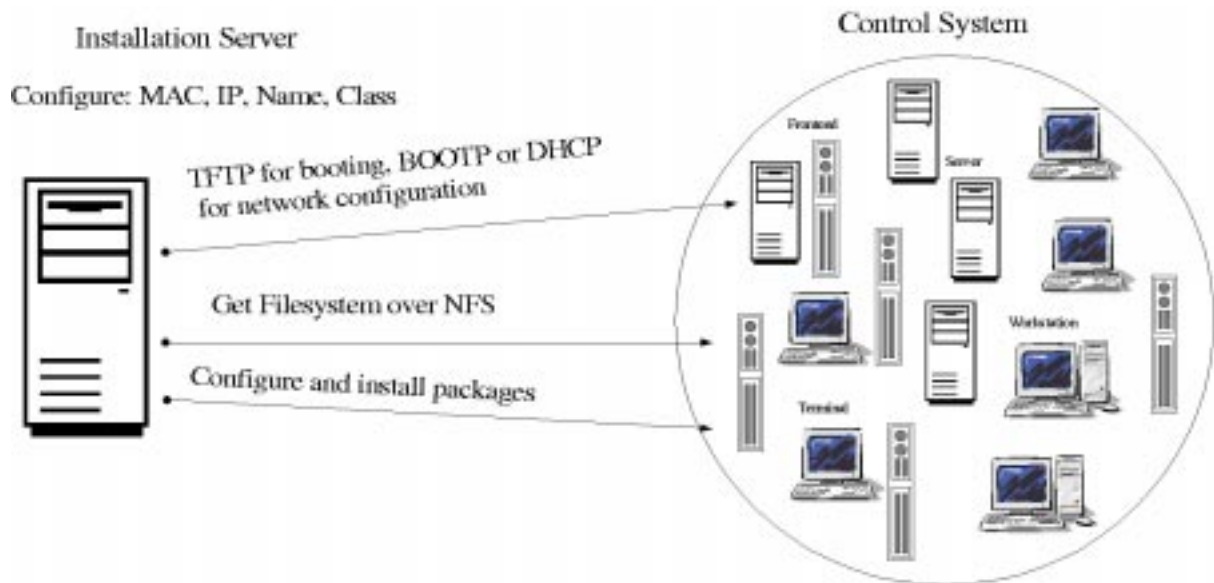 Installation Server
Control System
Configure: MAC, IP, Name, Class
Frontend
TFTP for booting, BOOTP or DHCP
for network configuration
Server
Get Filesystem over NFS
Workstation
Configure and install packages
Terminal